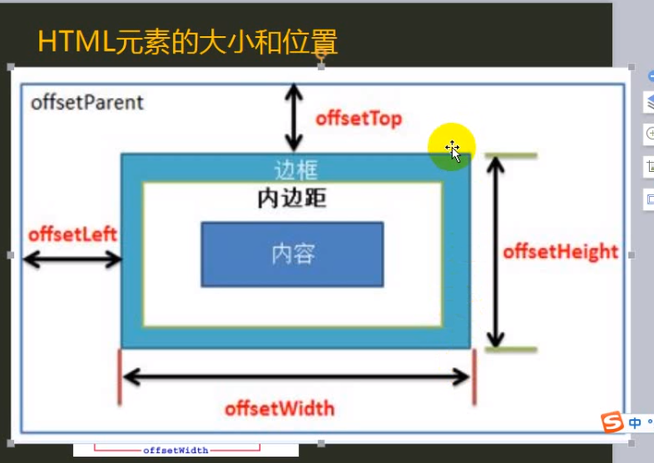 HTML元素的大小和位置
offsetParent
offsetTop
边框
内边距
offsetLeft
内容
offsetHeight
offsetWidth
中
offsetWidth